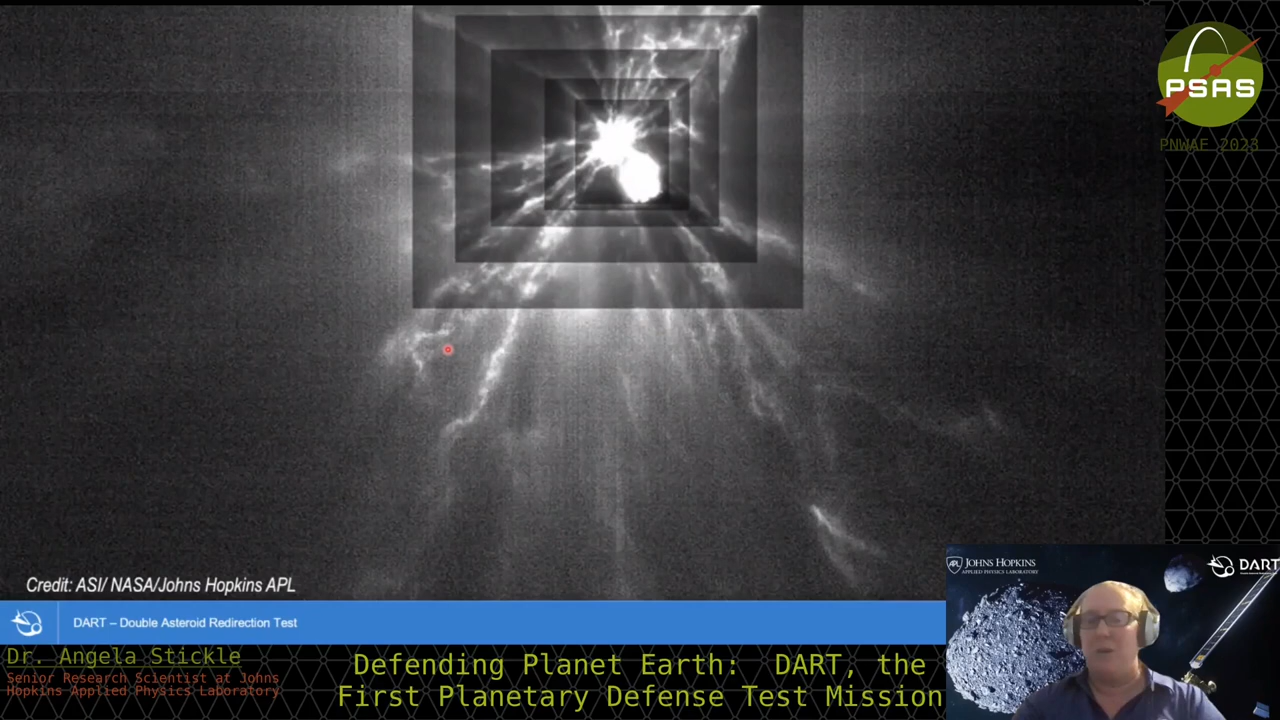 PSAS
PNWAE 2023
Credit: ASI/ NASA/Johns Hopkins APL
DART – Double Asteroid Redirection Test
Dr. Angela Stickle
Senior Research Scientist at Johns
Hopkins Applied Physics Laboratory
Defending Planet Earth: DART, the
First Planetary Defense Test Mission
APL
JOHNS HOPKINS
APPLIED PHYSICS LABORATORY
DART